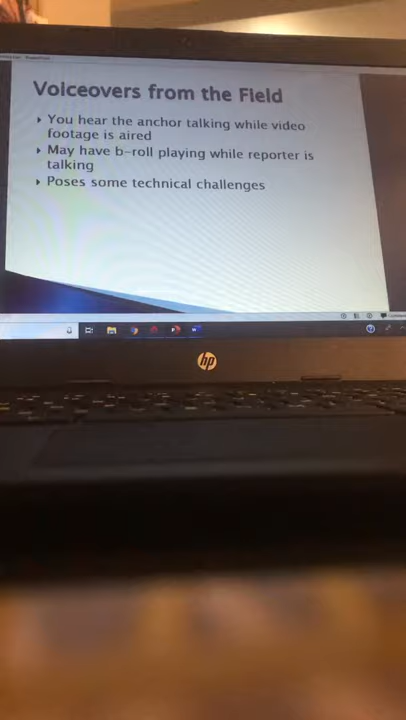 Voiceovers from the Field
You hear the anchor talking while video
footage is aired
May have b-roll playing while reporter is
talking
Poses some technical challenges
hp